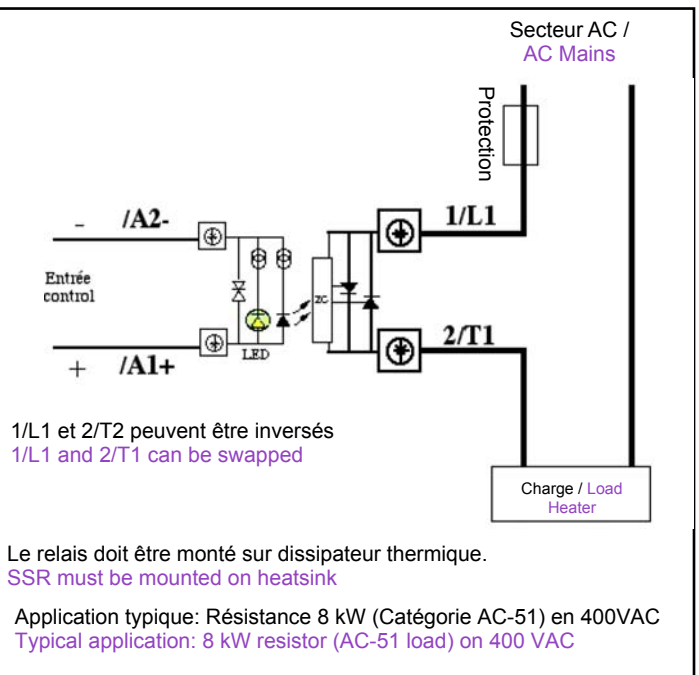 Secteur AC /
AC Mains
Protection
- /A2-
1/L1
Entrée
control
ZC
LED
+ /A1+
2/T1
1/L1 et 2/T2 peuvent être inversés
1/L1 and 2/T1 can be swapped
Charge / Load
Heater
Le relais doit être monté sur dissipateur thermique.
SSR must be mounted on heatsink
Application typique: Résistance 8 kW (Catégorie AC-51) en 400VAC
Typical application: 8 kW resistor (AC-51 load) on 400 VAC